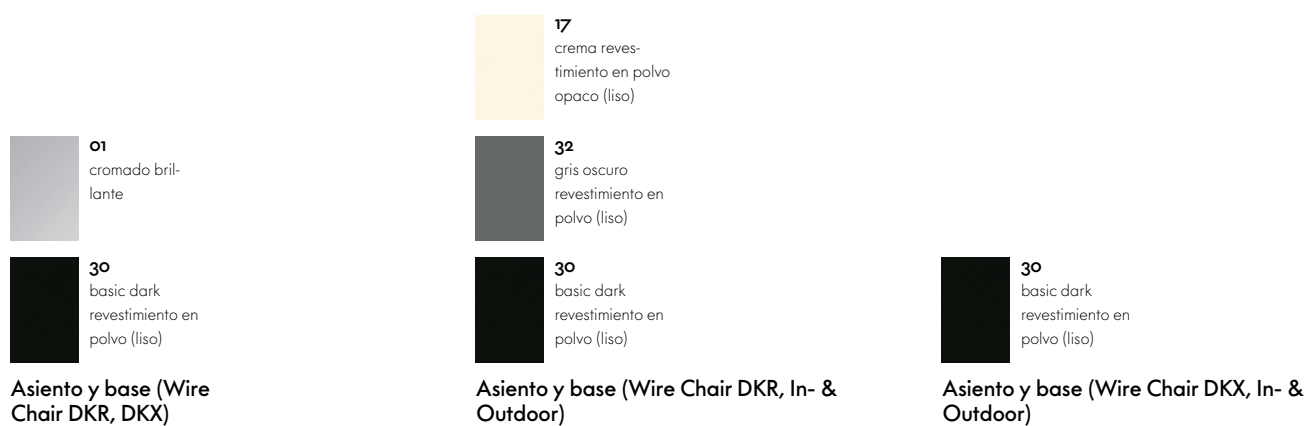 01
cromado bril-
lante
30
basic dark
revestimiento en
polvo (liso)
Asiento y base (Wire
Chair DKR, DKX)
17
crema reves-
timiento en polvo
opaco (liso)
32
gris oscuro
revestimiento en
polvo (liso)
30
basic dark
revestimiento en
polvo (liso)
Asiento y base (Wire Chair DKR, In- &
Outdoor)
30
basic dark
revestimiento en
polvo (liso)
Asiento y base (Wire Chair DKX, In- &
Outdoor)